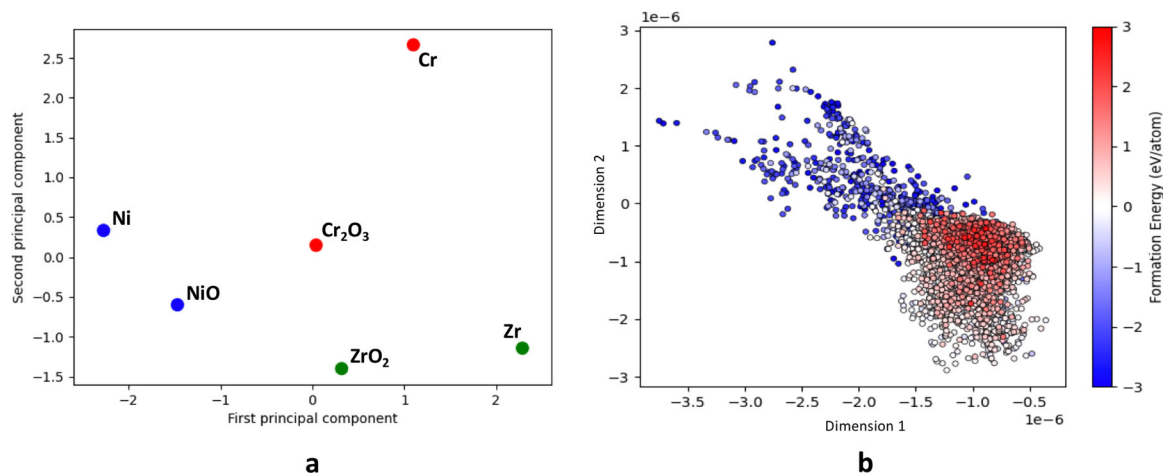 Second principal component
2.5
2.0
1.5
1.0
0.5
0.0
−0.5
−1.0
−1.5
Cr
Ni
Cr₂O₃
NiO
Zr
ZrO₂
−2
−1
0
1
2
First principal component
a
1e−6
Dimension 2
3
2
1
0
−1
−2
−3
−3.5
−3.0
−2.5
−2.0
−1.5
−1.0
−0.5
1e−6
Dimension 1
3
2
1
0
−1
−2
−3
Formation Energy (eV/atom)
b